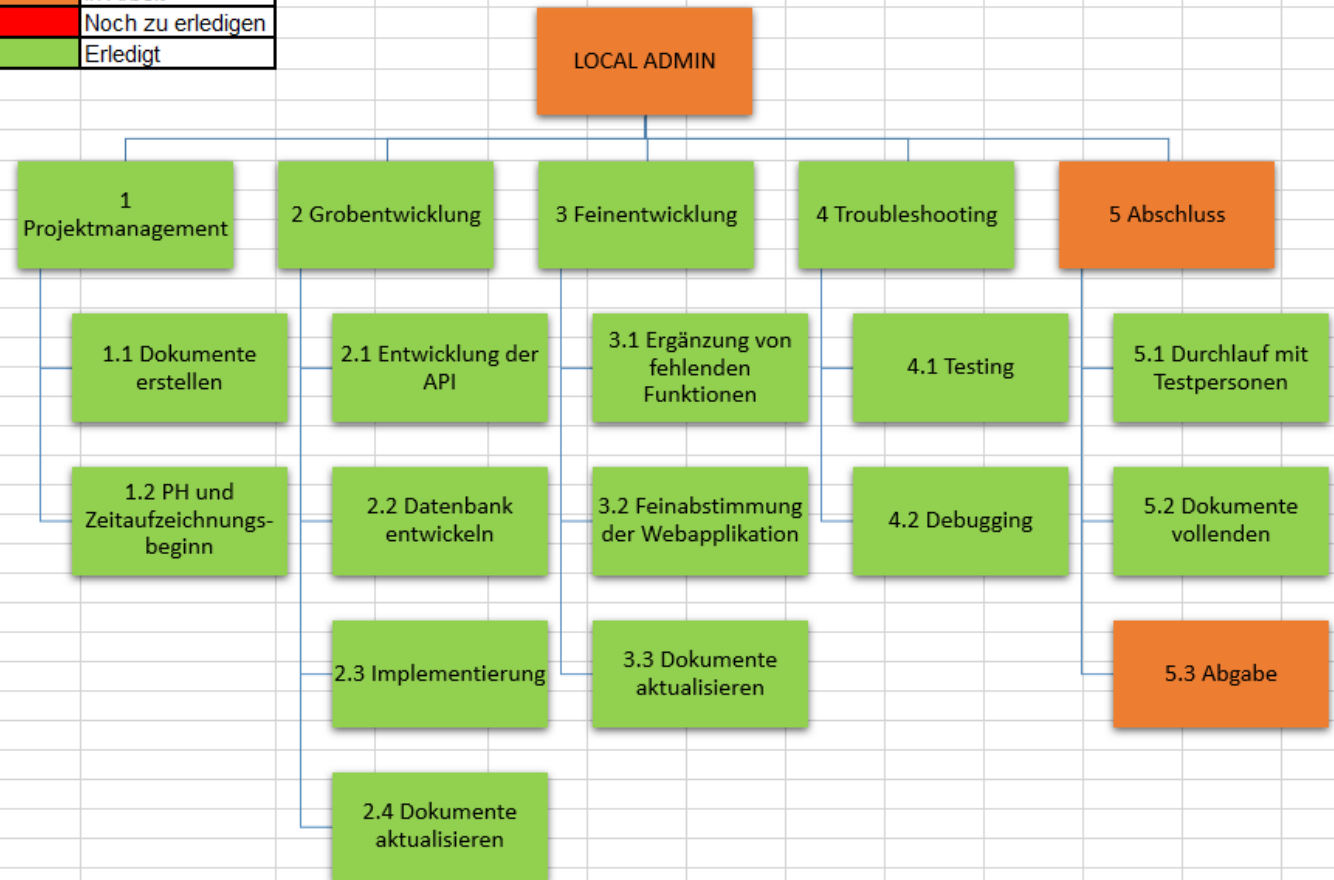 Noch zu erledigen
Erledigt
LOCAL ADMIN
1
Projektmanagement
2 Grobentwicklung
3 Feinentwicklung
4 Troubleshooting
5 Abschluss
1.1 Dokumente
erstellen
2.1 Entwicklung der
API
3.1 Ergänzung von
fehlenden
Funktionen
4.1 Testing
5.1 Durchlauf mit
Testpersonen
1.2 PH und
Zeitaufzeichnungs-
beginn
2.2 Datenbank
entwickeln
3.2 Feinabstimmung
der Webapplikation
4.2 Debugging
5.2 Dokumente
vollenden
2.3 Implementierung
3.3 Dokumente
aktualisieren
5.3 Abgabe
2.4 Dokumente
aktualisieren